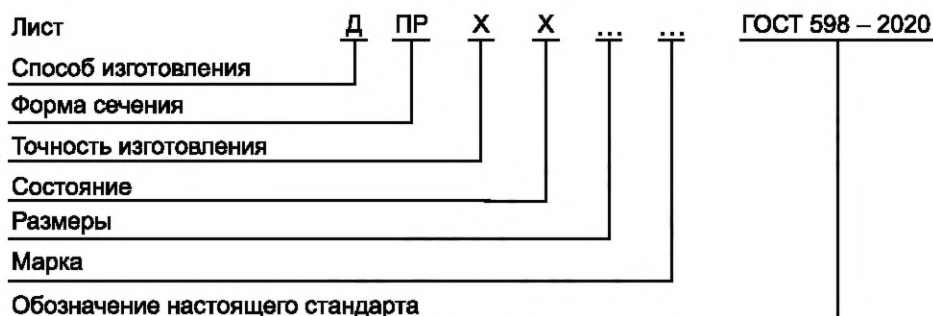 Лист Д ПР Х Х ... ... ГОСТ 598 – 2020
Способ изготовления
Форма сечения
Точность изготовления
Состояние
Размеры
Марка
Обозначение настоящего стандарта